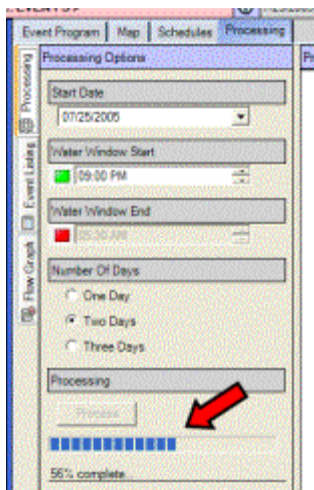 Event Program Map Schedules Processing
Processing Options
Start Date
07/25/2005
Water Window Start
09:00 PM
Water Window End
05:30 AM
Number Of Days
One Day
Two Days
Three Days
Processing
Process
56% complete...
Processing
Event Listing
Flow Graph